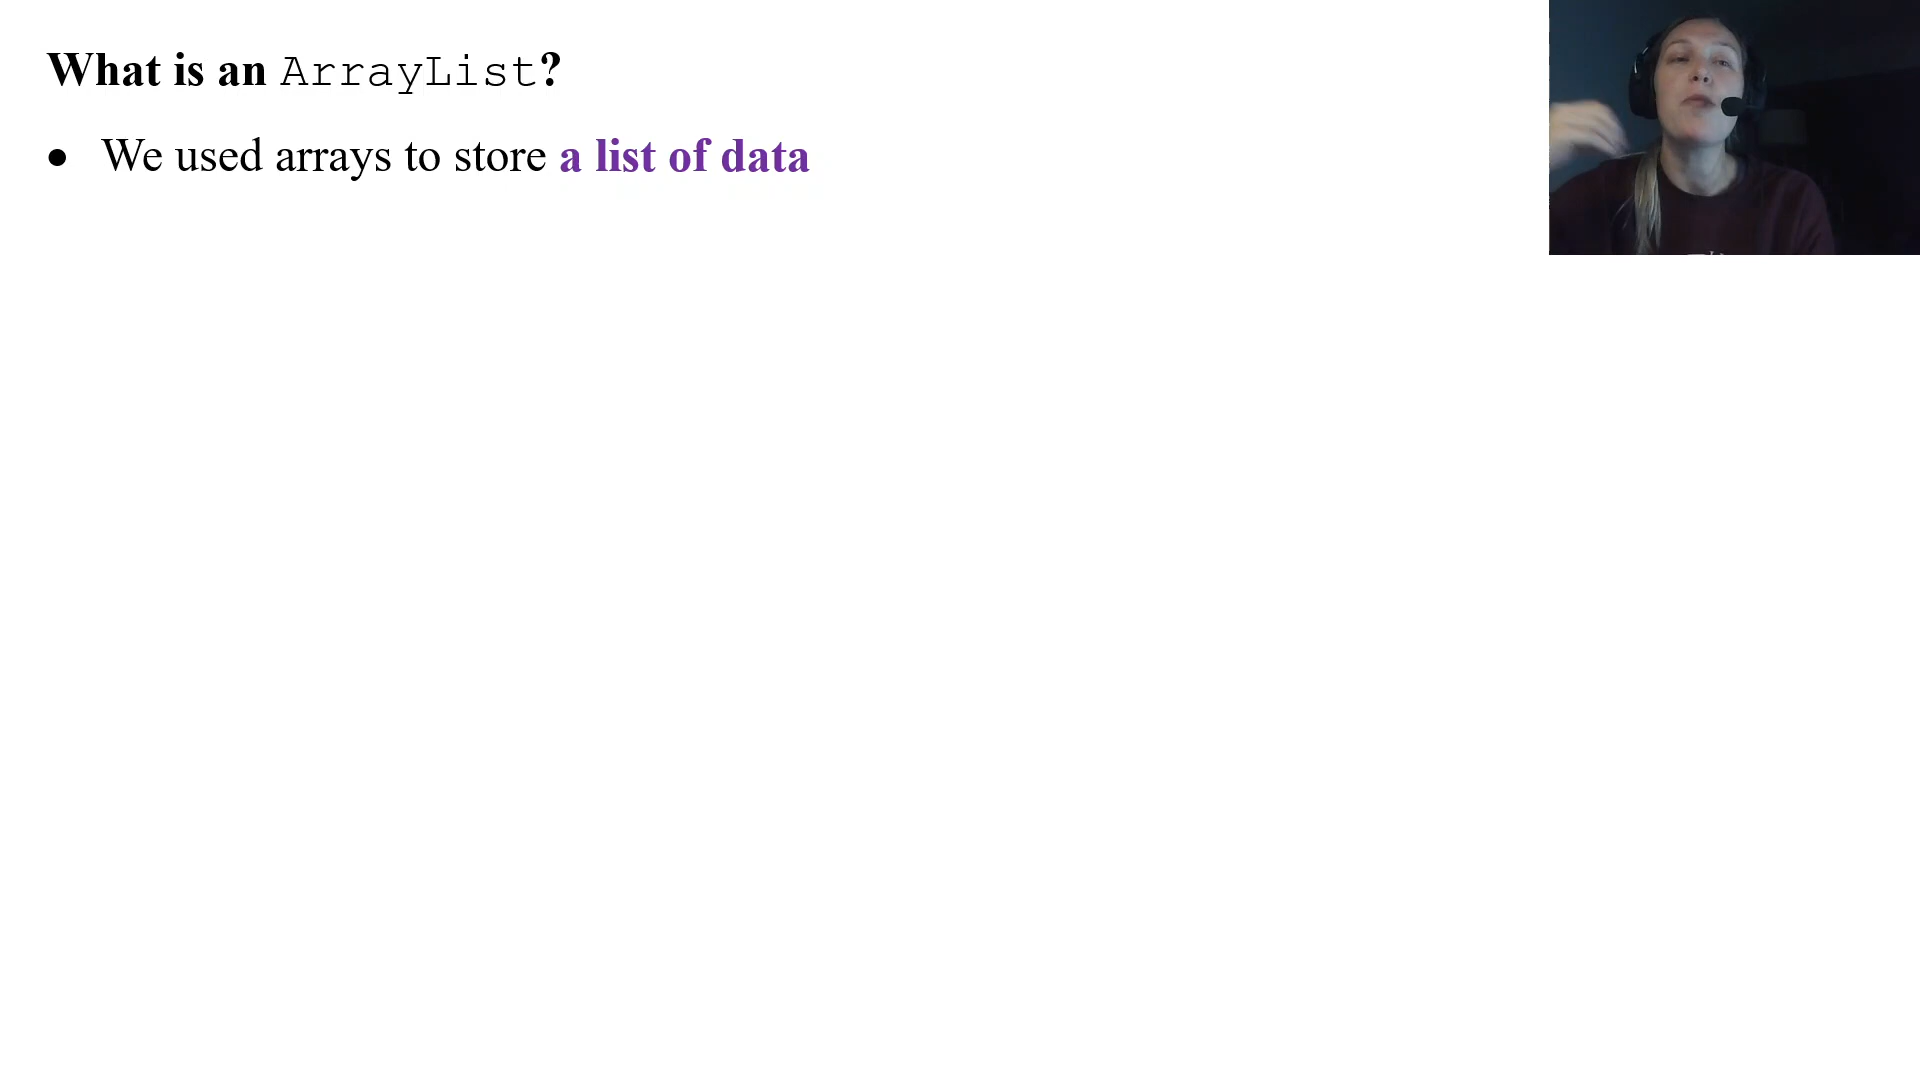 What is an ArrayList?
• We used arrays to store a list of data